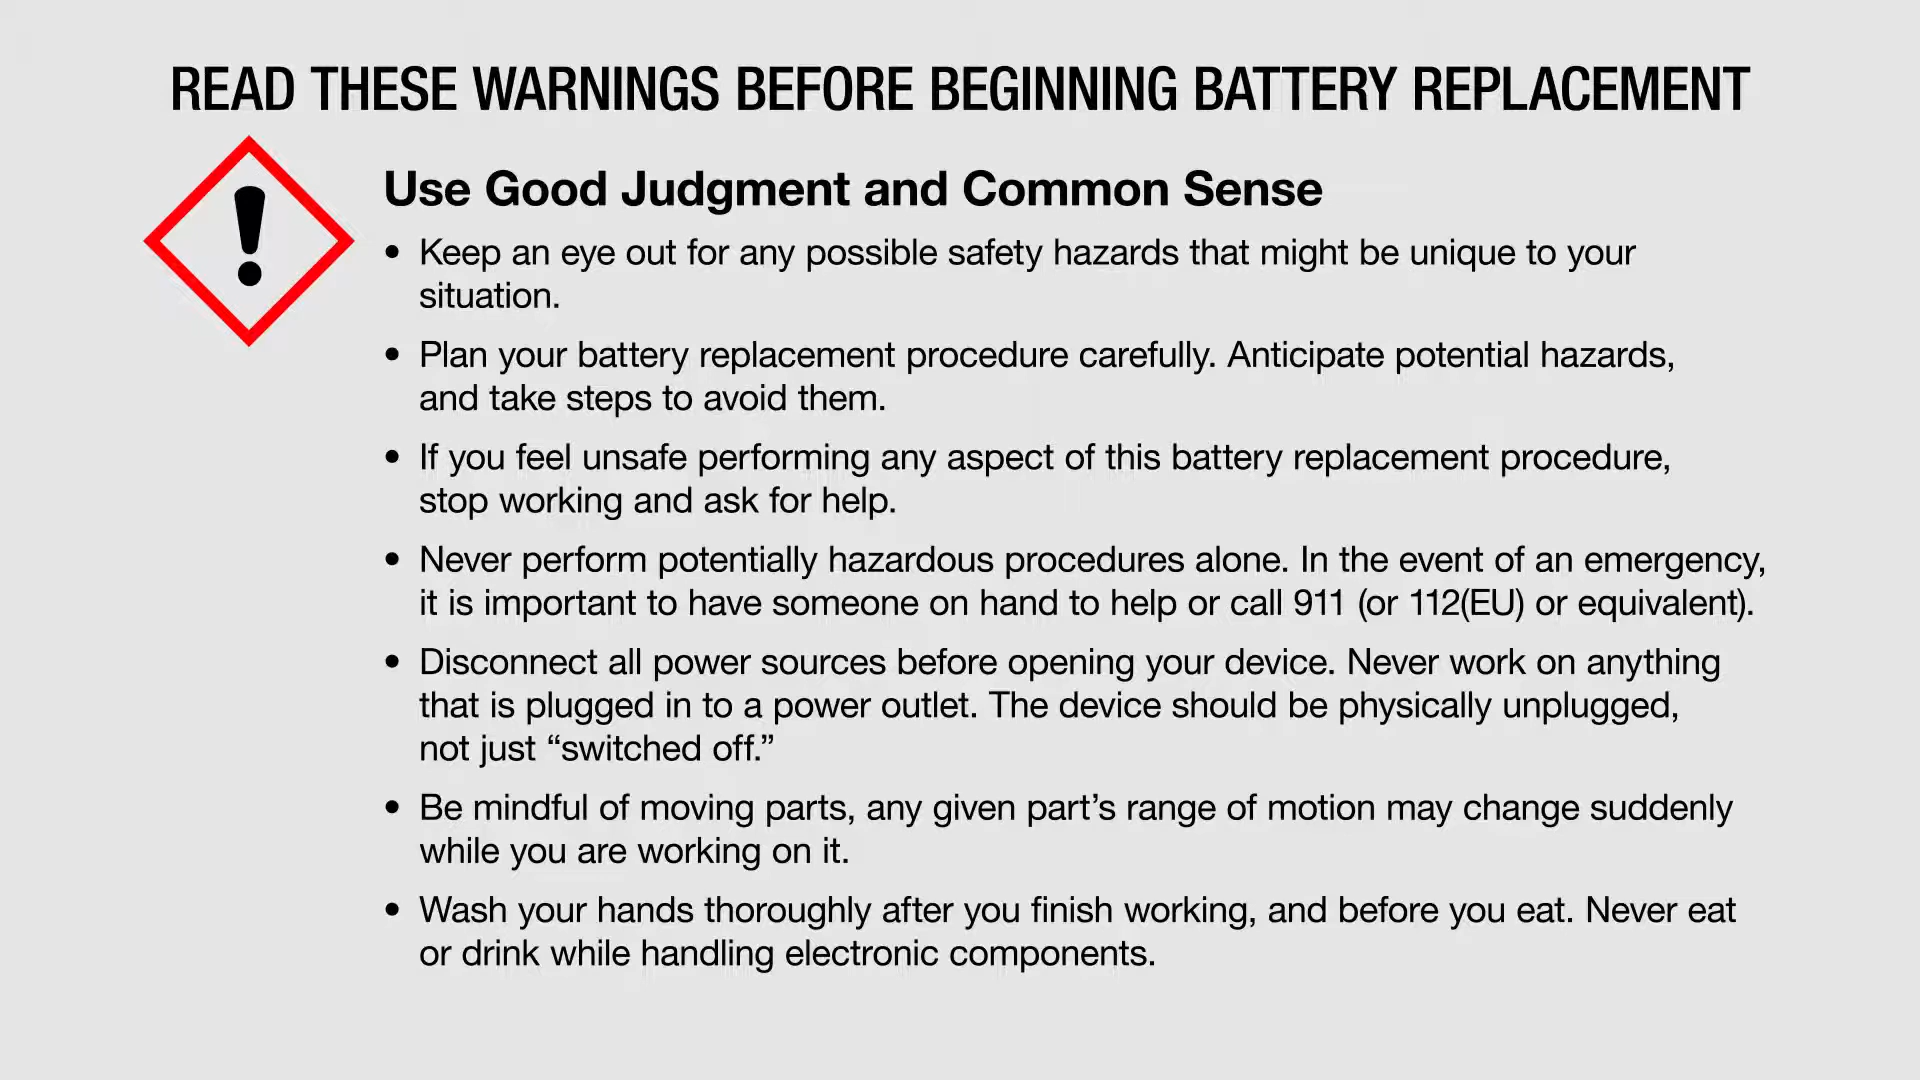 READ THESE WARNINGS BEFORE BEGINNING BATTERY REPLACEMENT
Use Good Judgment and Common Sense
• Keep an eye out for any possible safety hazards that might be unique to your
situation.
• Plan your battery replacement procedure carefully. Anticipate potential hazards,
and take steps to avoid them.
• If you feel unsafe performing any aspect of this battery replacement procedure,
stop working and ask for help.
• Never perform potentially hazardous procedures alone. In the event of an emergency,
it is important to have someone on hand to help or call 911 (or 112(EU) or equivalent).
• Disconnect all power sources before opening your device. Never work on anything
that is plugged in to a power outlet. The device should be physically unplugged,
not just “switched off.”
• Be mindful of moving parts, any given part’s range of motion may change suddenly
while you are working on it.
• Wash your hands thoroughly after you finish working, and before you eat. Never eat
or drink while handling electronic components.